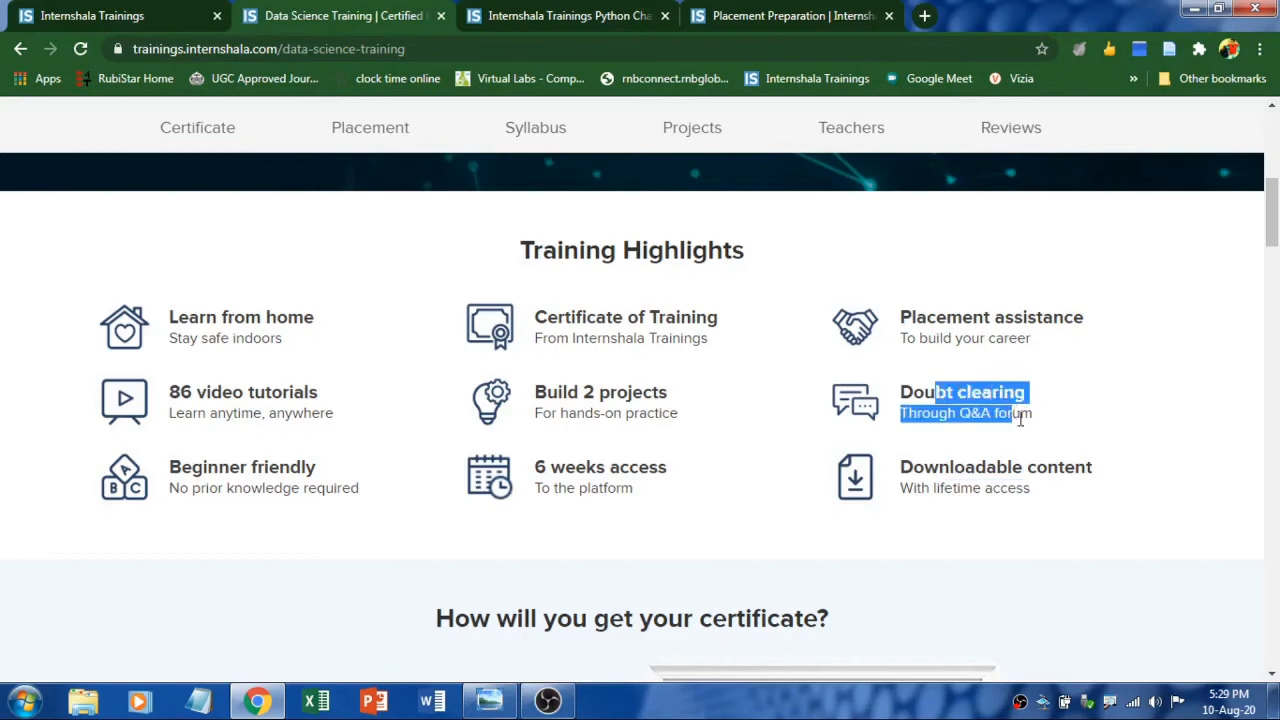 Internshala Trainings
Data Science Training | Certified
Internshala Trainings Python Cha
Placement Preparation | Internsh
trainings.internshala.com/data-science-training
Apps
RubiStar Home
UGC Approved Jour...
clock time online
Virtual Labs - Comp...
rnbconnect.rnbglob...
Internshala Trainings
Google Meet
Vizia
Other bookmarks
Certificate
Placement
Syllabus
Projects
Teachers
Reviews
Training Highlights
Learn from home
Stay safe indoors
Certificate of Training
From Internshala Trainings
Placement assistance
To build your career
86 video tutorials
Learn anytime, anywhere
Build 2 projects
For hands-on practice
Doubt clearing
Through Q&A forum
Beginner friendly
No prior knowledge required
6 weeks access
To the platform
Downloadable content
With lifetime access
How will you get your certificate?
5:29 PM
10-Aug-20